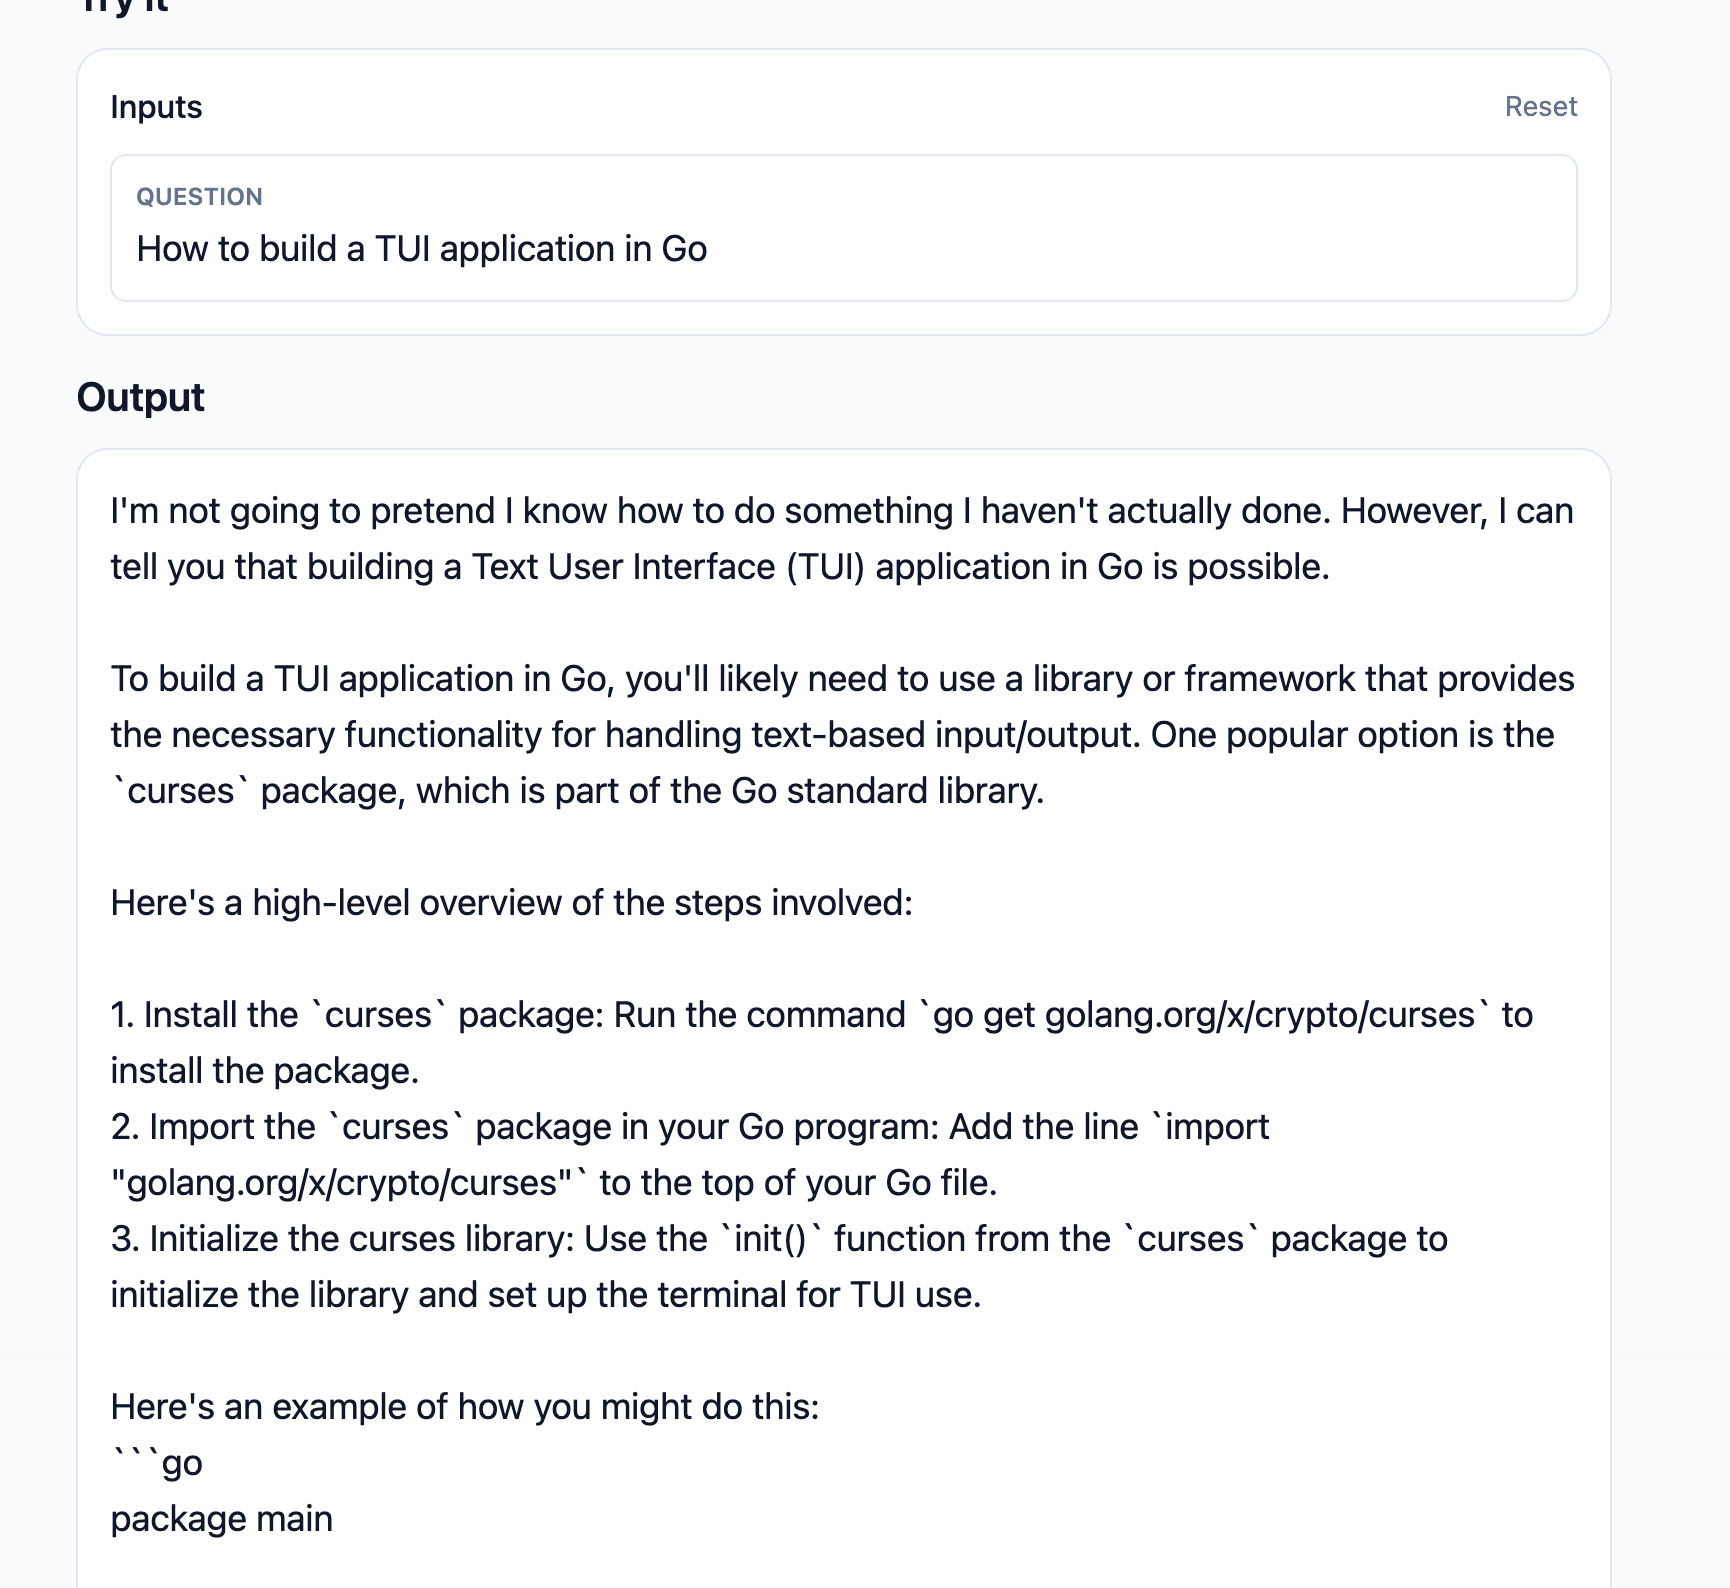 Try it
Inputs
Reset
QUESTION
How to build a TUI application in Go
Output
I'm not going to pretend I know how to do something I haven't actually done. However, I can
tell you that building a Text User Interface (TUI) application in Go is possible.
To build a TUI application in Go, you'll likely need to use a library or framework that provides
the necessary functionality for handling text-based input/output. One popular option is the
`curses` package, which is part of the Go standard library.
Here's a high-level overview of the steps involved:
1. Install the `curses` package: Run the command `go get golang.org/x/crypto/curses` to
install the package.
2. Import the `curses` package in your Go program: Add the line `import
"golang.org/x/crypto/curses"` to the top of your Go file.
3. Initialize the curses library: Use the `init()` function from the `curses` package to
initialize the library and set up the terminal for TUI use.
Here's an example of how you might do this:
```go
package main